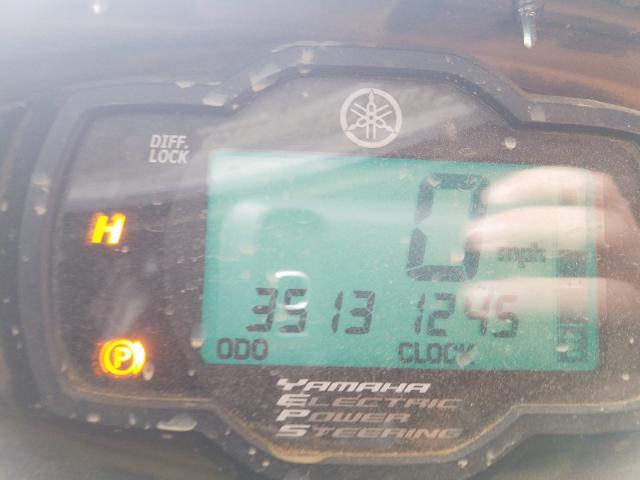 DIFF.
LOCK
H
0
mph
3513 1245
P
ODO CLOCK
YAMAHA
ELECTRIC
POWER
STEERING